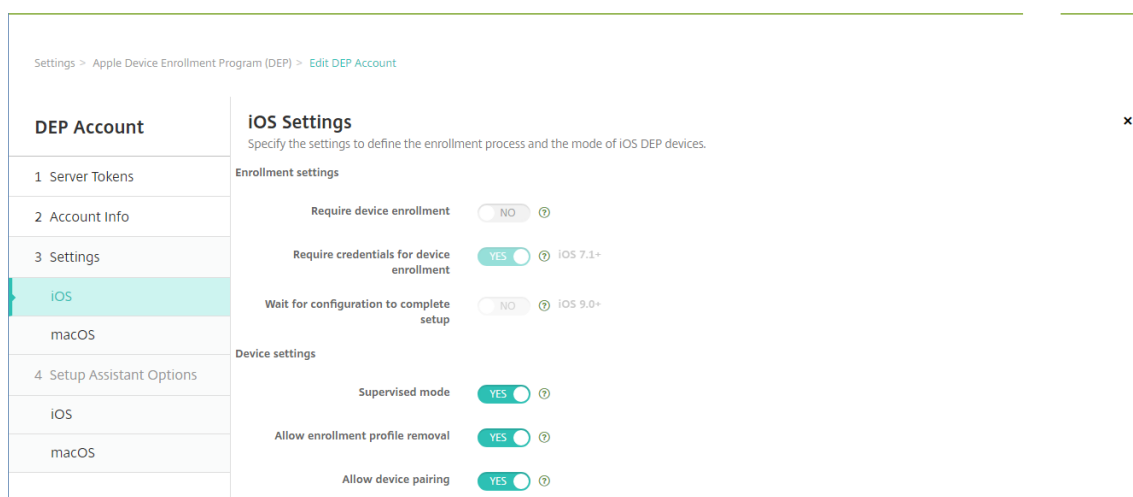 Settings > Apple Device Enrollment Program (DEP) > Edit DEP Account
DEP Account
1 Server Tokens
2 Account Info
3 Settings
iOS
macOS
4 Setup Assistant Options
iOS
macOS
iOS Settings
×
Specify the settings to define the enrollment process and the mode of iOS DEP devices.
Enrollment settings
Require device enrollment NO ?
Require credentials for device
enrollment YES ? iOS 7.1+
Wait for configuration to complete
setup NO ? iOS 9.0+
Device settings
Supervised mode YES ?
Allow enrollment profile removal YES ?
Allow device pairing YES ?